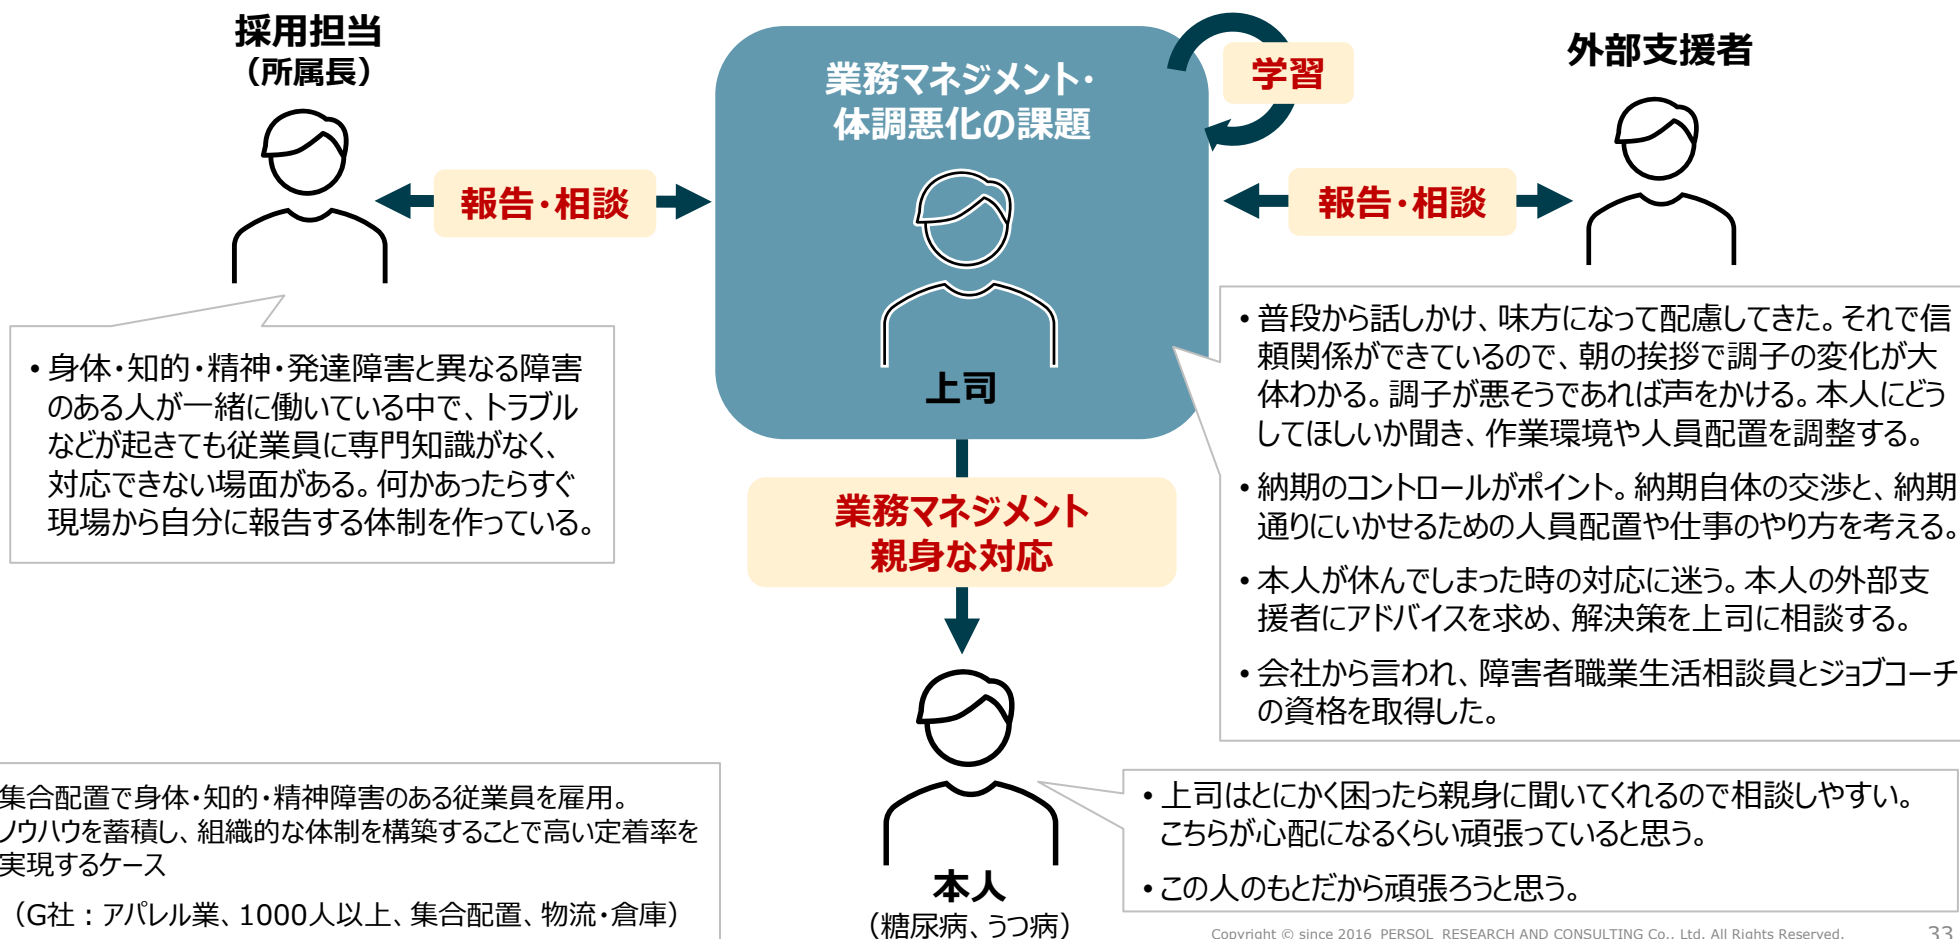 採用担当
（所属長）
報告・相談
業務マネジメント・
体調悪化の課題
学習
上司
報告・相談
外部支援者
• 身体・知的・精神・発達障害と異なる障害
のある人が一緒に働いている中で、トラブル
などが起きても従業員に専門知識がなく、
対応できない場面がある。何かあったらすぐ
現場から自分に報告する体制を作っている。
• 普段から話しかけ、味方になって配慮してきた。それで信
頼関係ができているので、朝の挨拶で調子の変化が大
体わかる。調子が悪そうであれば声をかける。本人にどう
してほしいか聞き、作業環境や人員配置を調整する。
• 納期のコントロールがポイント。納期自体の交渉と、納期
通りにいかせるための人員配置や仕事のやり方を考える。
• 本人が休んでしまった時の対応に迷う。本人の外部支
援者にアドバイスを求め、解決策を上司に相談する。
• 会社から言われ、障害者職業生活相談員とジョブコーチ
の資格を取得した。
業務マネジメント
親身な対応
本人
（糖尿病、うつ病）
• 上司はとにかく困ったら親身に聞いてくれるので相談しやすい。
こちらが心配になるくらい頑張っていると思う。
• この人のもとだから頑張ろうと思う。
集合配置で身体・知的・精神障害のある従業員を雇用。
ノウハウを蓄積し、組織的な体制を構築することで高い定着率を
実現するケース
（G社：アパレル業、1000人以上、集合配置、物流・倉庫）
Copyright © since 2016 PERSOL RESEARCH AND CONSULTING Co., Ltd. All Rights Reserved.
33